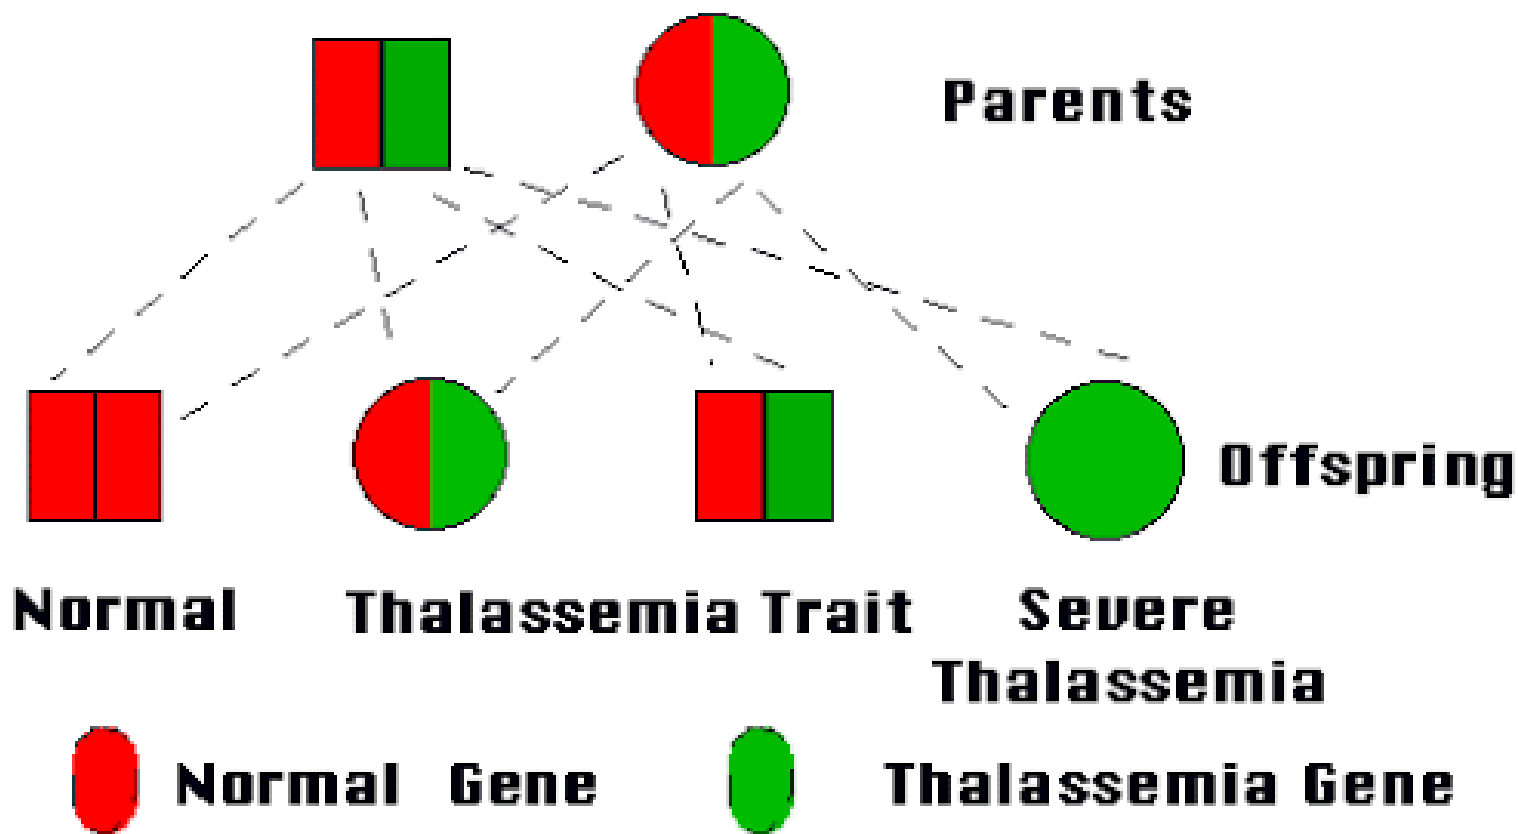 Parents
Offspring
Normal
Thalassemia Trait
Severe
Thalassemia
Normal Gene
Thalassemia Gene